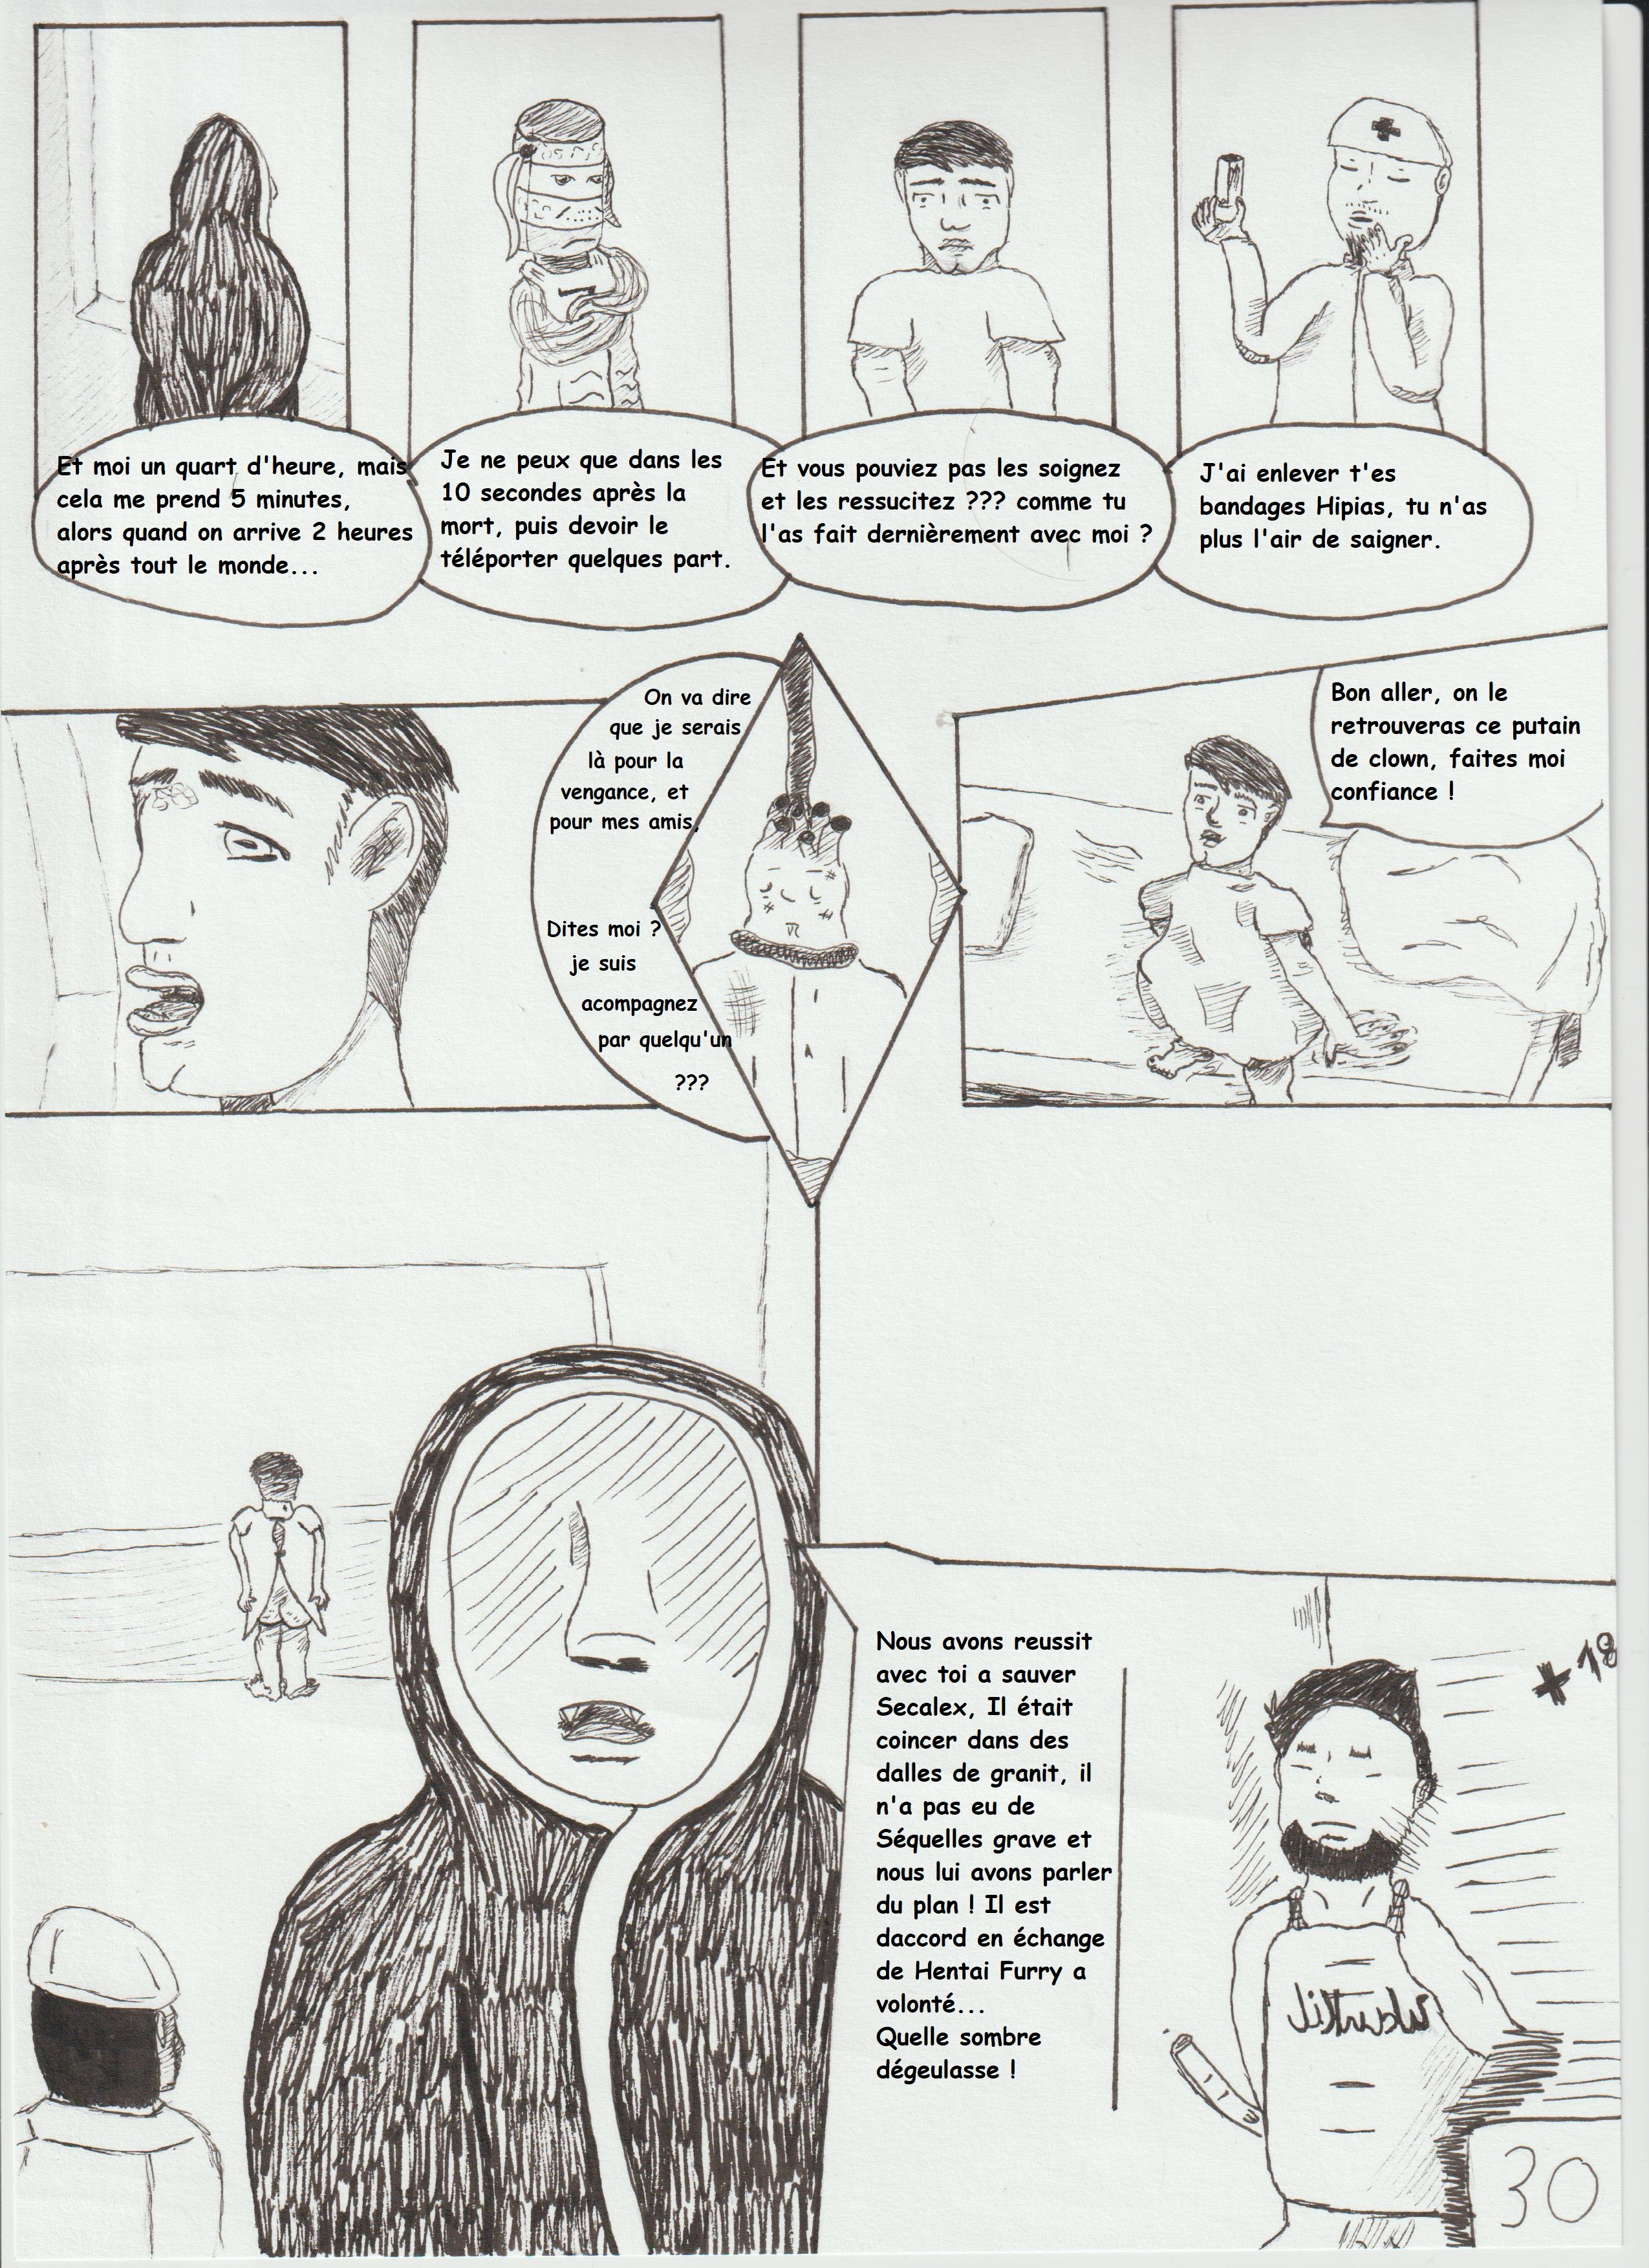 J'ai enlever t'es
bandages Hipias, tu n'as
plus l'air de saigner.
Et vous pouviez pas les soignez
et les ressucitez ??? comme tu
l'as fait dernièrement avec moi ?
Je ne peux que dans les
10 secondes après la
mort, puis devoir le
téléporter quelques part.
Et moi un quart d'heure, mais
cela me prend 5 minutes,
alors quand on arrive 2 heures
après tout le monde...
Bon aller, on le
retrouveras ce putain
de clown, faites moi
confiance !
On va dire
que je serais
là pour la
vengance, et
pour mes amis,
Dites moi ?
je suis
acompagnez
par quelqu'un
???
+18
Nous avons reussit
avec toi a sauver
Secalex, Il était
coincer dans des
dalles de granit, il
n'a pas eu de
Séquelles grave et
nous lui avons parler
du plan ! Il est
daccord en échange
de Hentai Furry a
volonté...
Quelle sombre
dégeulasse !
30